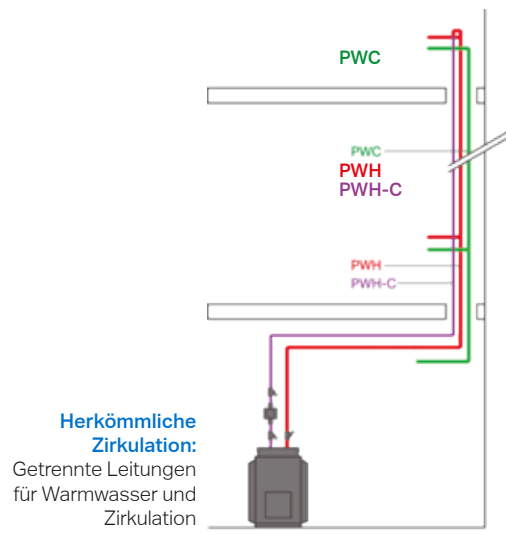 PWC
PWC
PWH
PWH-C
PWH
PWH-C
Herkömmliche
Zirkulation:
Getrennte Leitungen
für Warmwasser und
Zirkulation